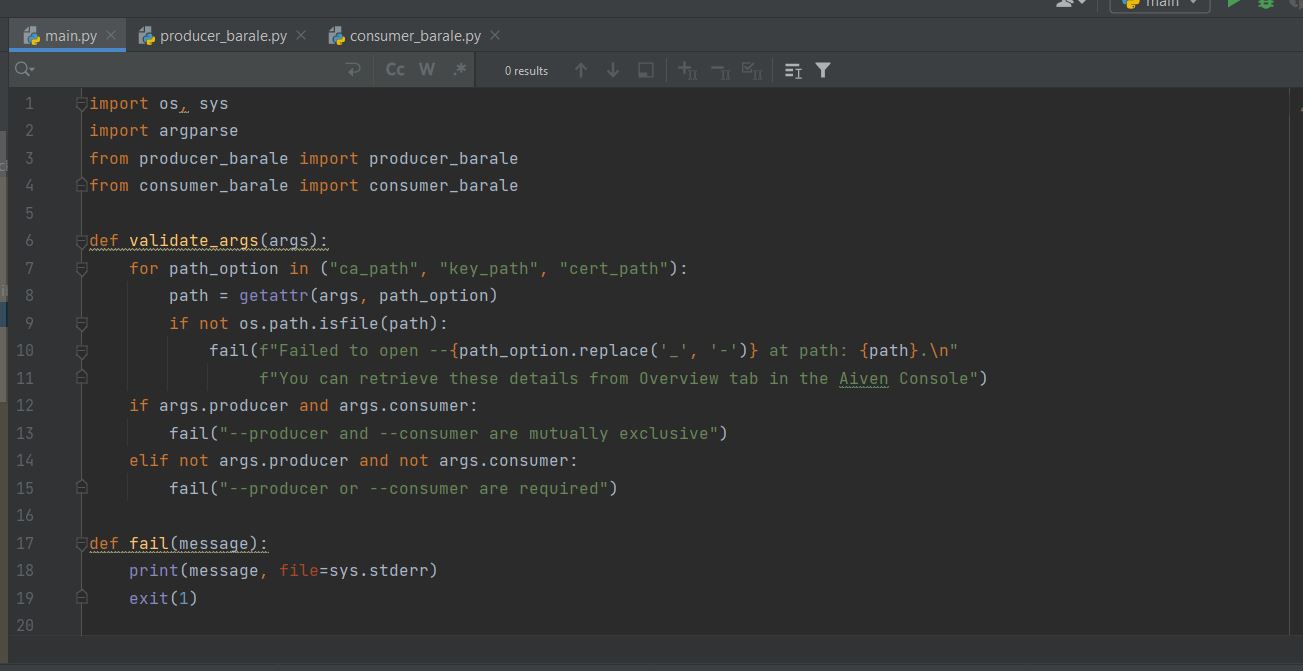 main
main.py
producer_barale.py
consumer_barale.py
Cc W .*
0 results
1 import os, sys
2 import argparse
3 from producer_barale import producer_barale
4 from consumer_barale import consumer_barale
5
6 def validate_args(args):
7 for path_option in ("ca_path", "key_path", "cert_path"):
8 path = getattr(args, path_option)
9 if not os.path.isfile(path):
10 fail(f"Failed to open --{path_option.replace('_', '-')} at path: {path}.\n"
11 f"You can retrieve these details from Overview tab in the Aiven Console")
12 if args.producer and args.consumer:
13 fail("--producer and --consumer are mutually exclusive")
14 elif not args.producer and not args.consumer:
15 fail("--producer or --consumer are required")
16
17 def fail(message):
18 print(message, file=sys.stderr)
19 exit(1)
20